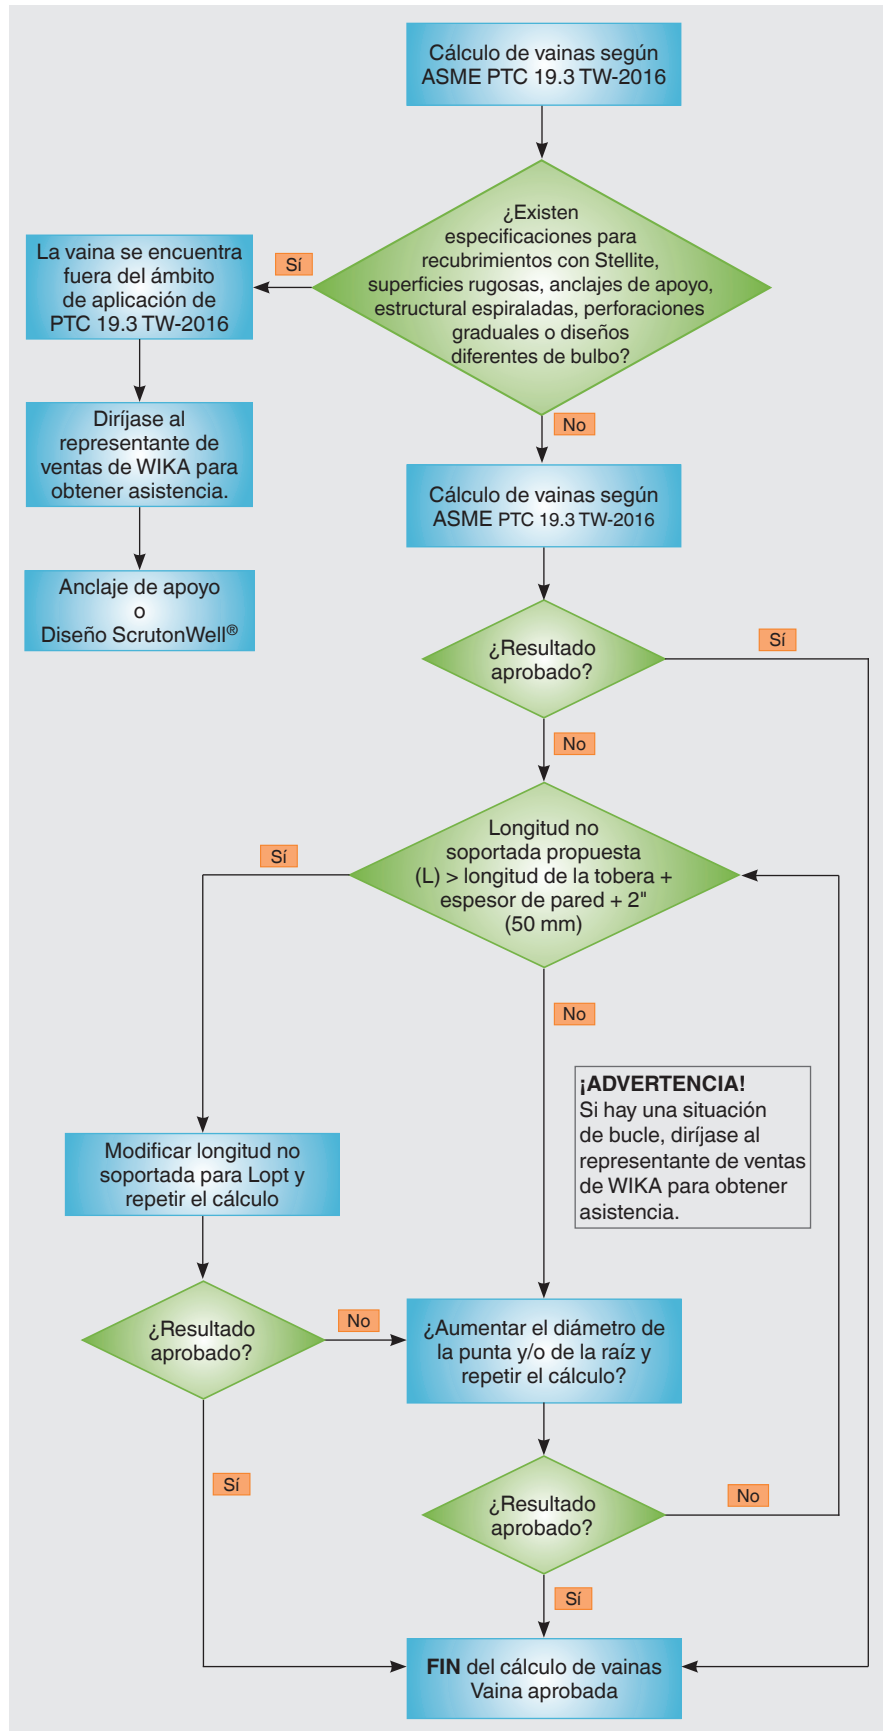 Cálculo de vainas según
ASME PTC 19.3 TW-2016
¿Existen
especificaciones para
recubrimientos con Stellite,
superficies rugosas, anclajes de apoyo,
estructural espiraladas, perforaciones
graduales o diseños
diferentes de bulbo?
Sí
La vaina se encuentra
fuera del ámbito
de aplicación de
PTC 19.3 TW-2016
Diríjase al
representante de
ventas de WIKA para
obtener asistencia.
Anclaje de apoyo
o
Diseño ScrutonWell®
No
Cálculo de vainas según
ASME PTC 19.3 TW-2016
¿Resultado
aprobado?
Sí
No
Longitud no
soportada propuesta
(L) > longitud de la tobera +
espesor de pared + 2"
(50 mm)
Sí
No
¡ADVERTENCIA!
Si hay una situación
de bucle, diríjase al
representante de ventas
de WIKA para obtener
asistencia.
Modificar longitud no
soportada para Lopt y
repetir el cálculo
¿Resultado
aprobado?
No
¿Aumentar el diámetro de
la punta y/o de la raíz y
repetir el cálculo?
Sí
¿Resultado
aprobado?
No
Sí
FIN del cálculo de vainas
Vaina aprobada